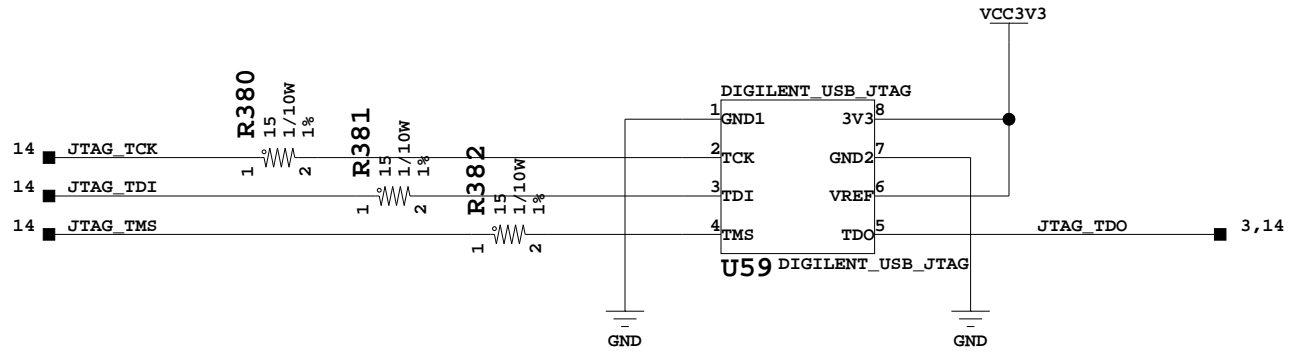 VCC3V3
DIGILENT_USB_JTAG
R380
15
1/10W
1%
R381
15
1/10W
1%
R382
15
1/10W
1%
1 GND1 3V3 8
14 JTAG_TCK 1 2 2 TCK GND2 7
14 JTAG_TDI 1 2 3 TDI VREF 6
14 JTAG_TMS 1 2 4 TMS TDO 5 JTAG_TDO 3,14
U59 DIGILENT_USB_JTAG
GND
GND